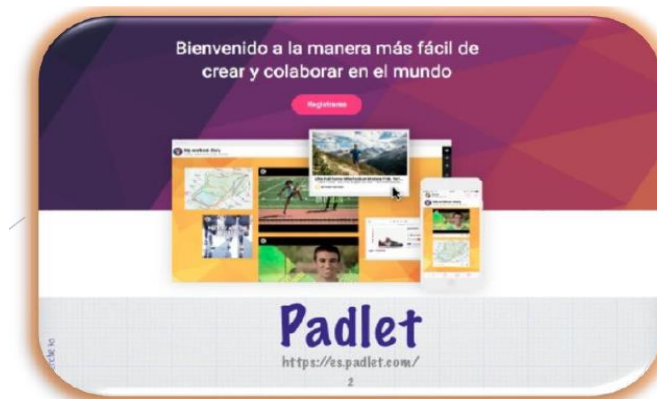 Bienvenido a la manera más fácil de
crear y colaborar en el mundo
Registrarse
Padlet
https://es.padlet.com/
2